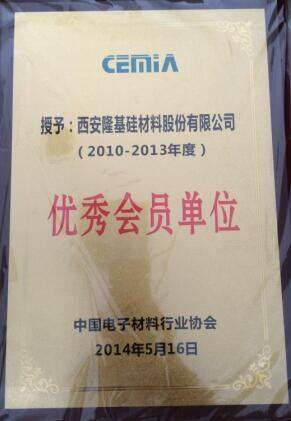 CEMIA
授予：西安隆基硅材料股份有限公司
（2010-2013年度）
优秀会员单位
中国电子材料行业协会
2014年5月16日